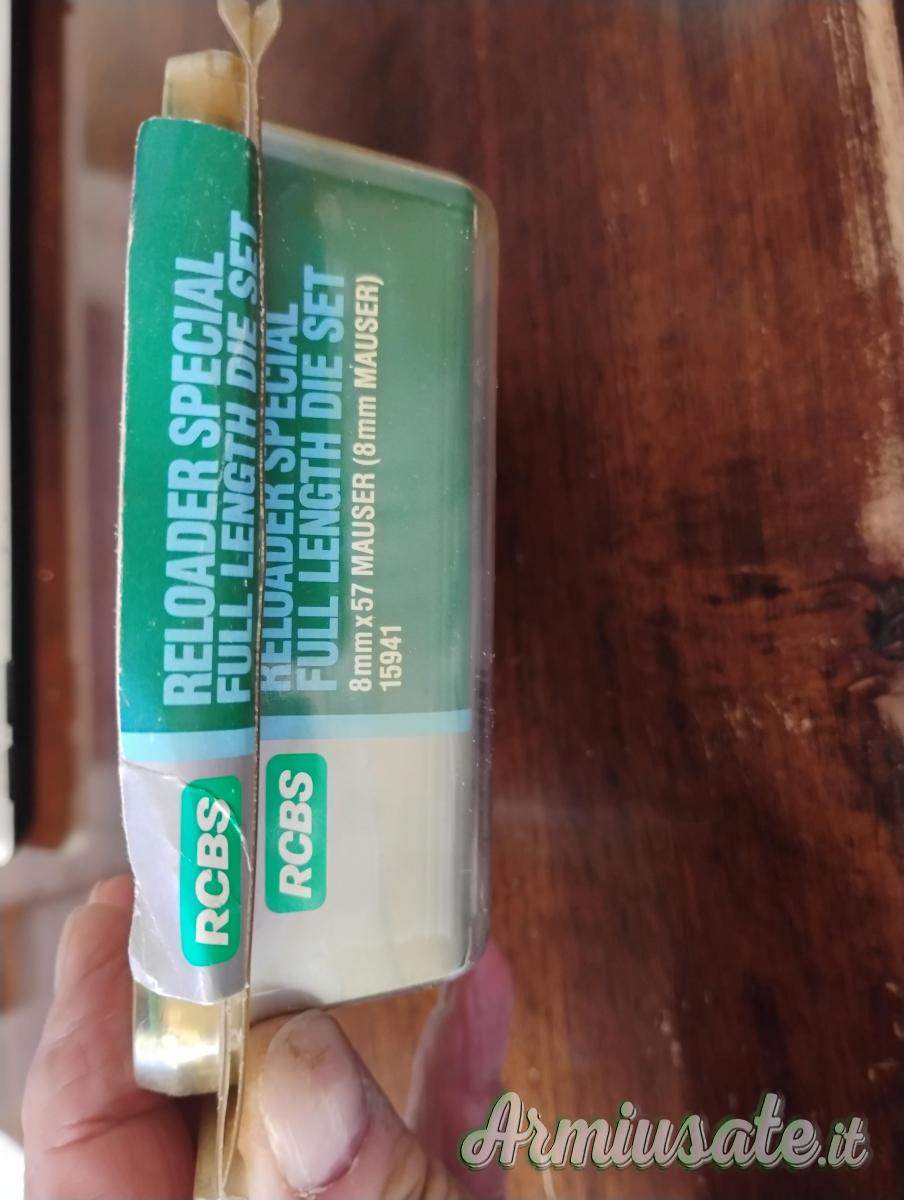 RELOADER SPECIAL
FULL LENGTH DIE SET
RCBS
RELOADER SPECIAL
FULL LENGTH DIE SET
8mm x 57 MAUSER (8mm MAUSER)
15941
RCBS
Armiusate.it